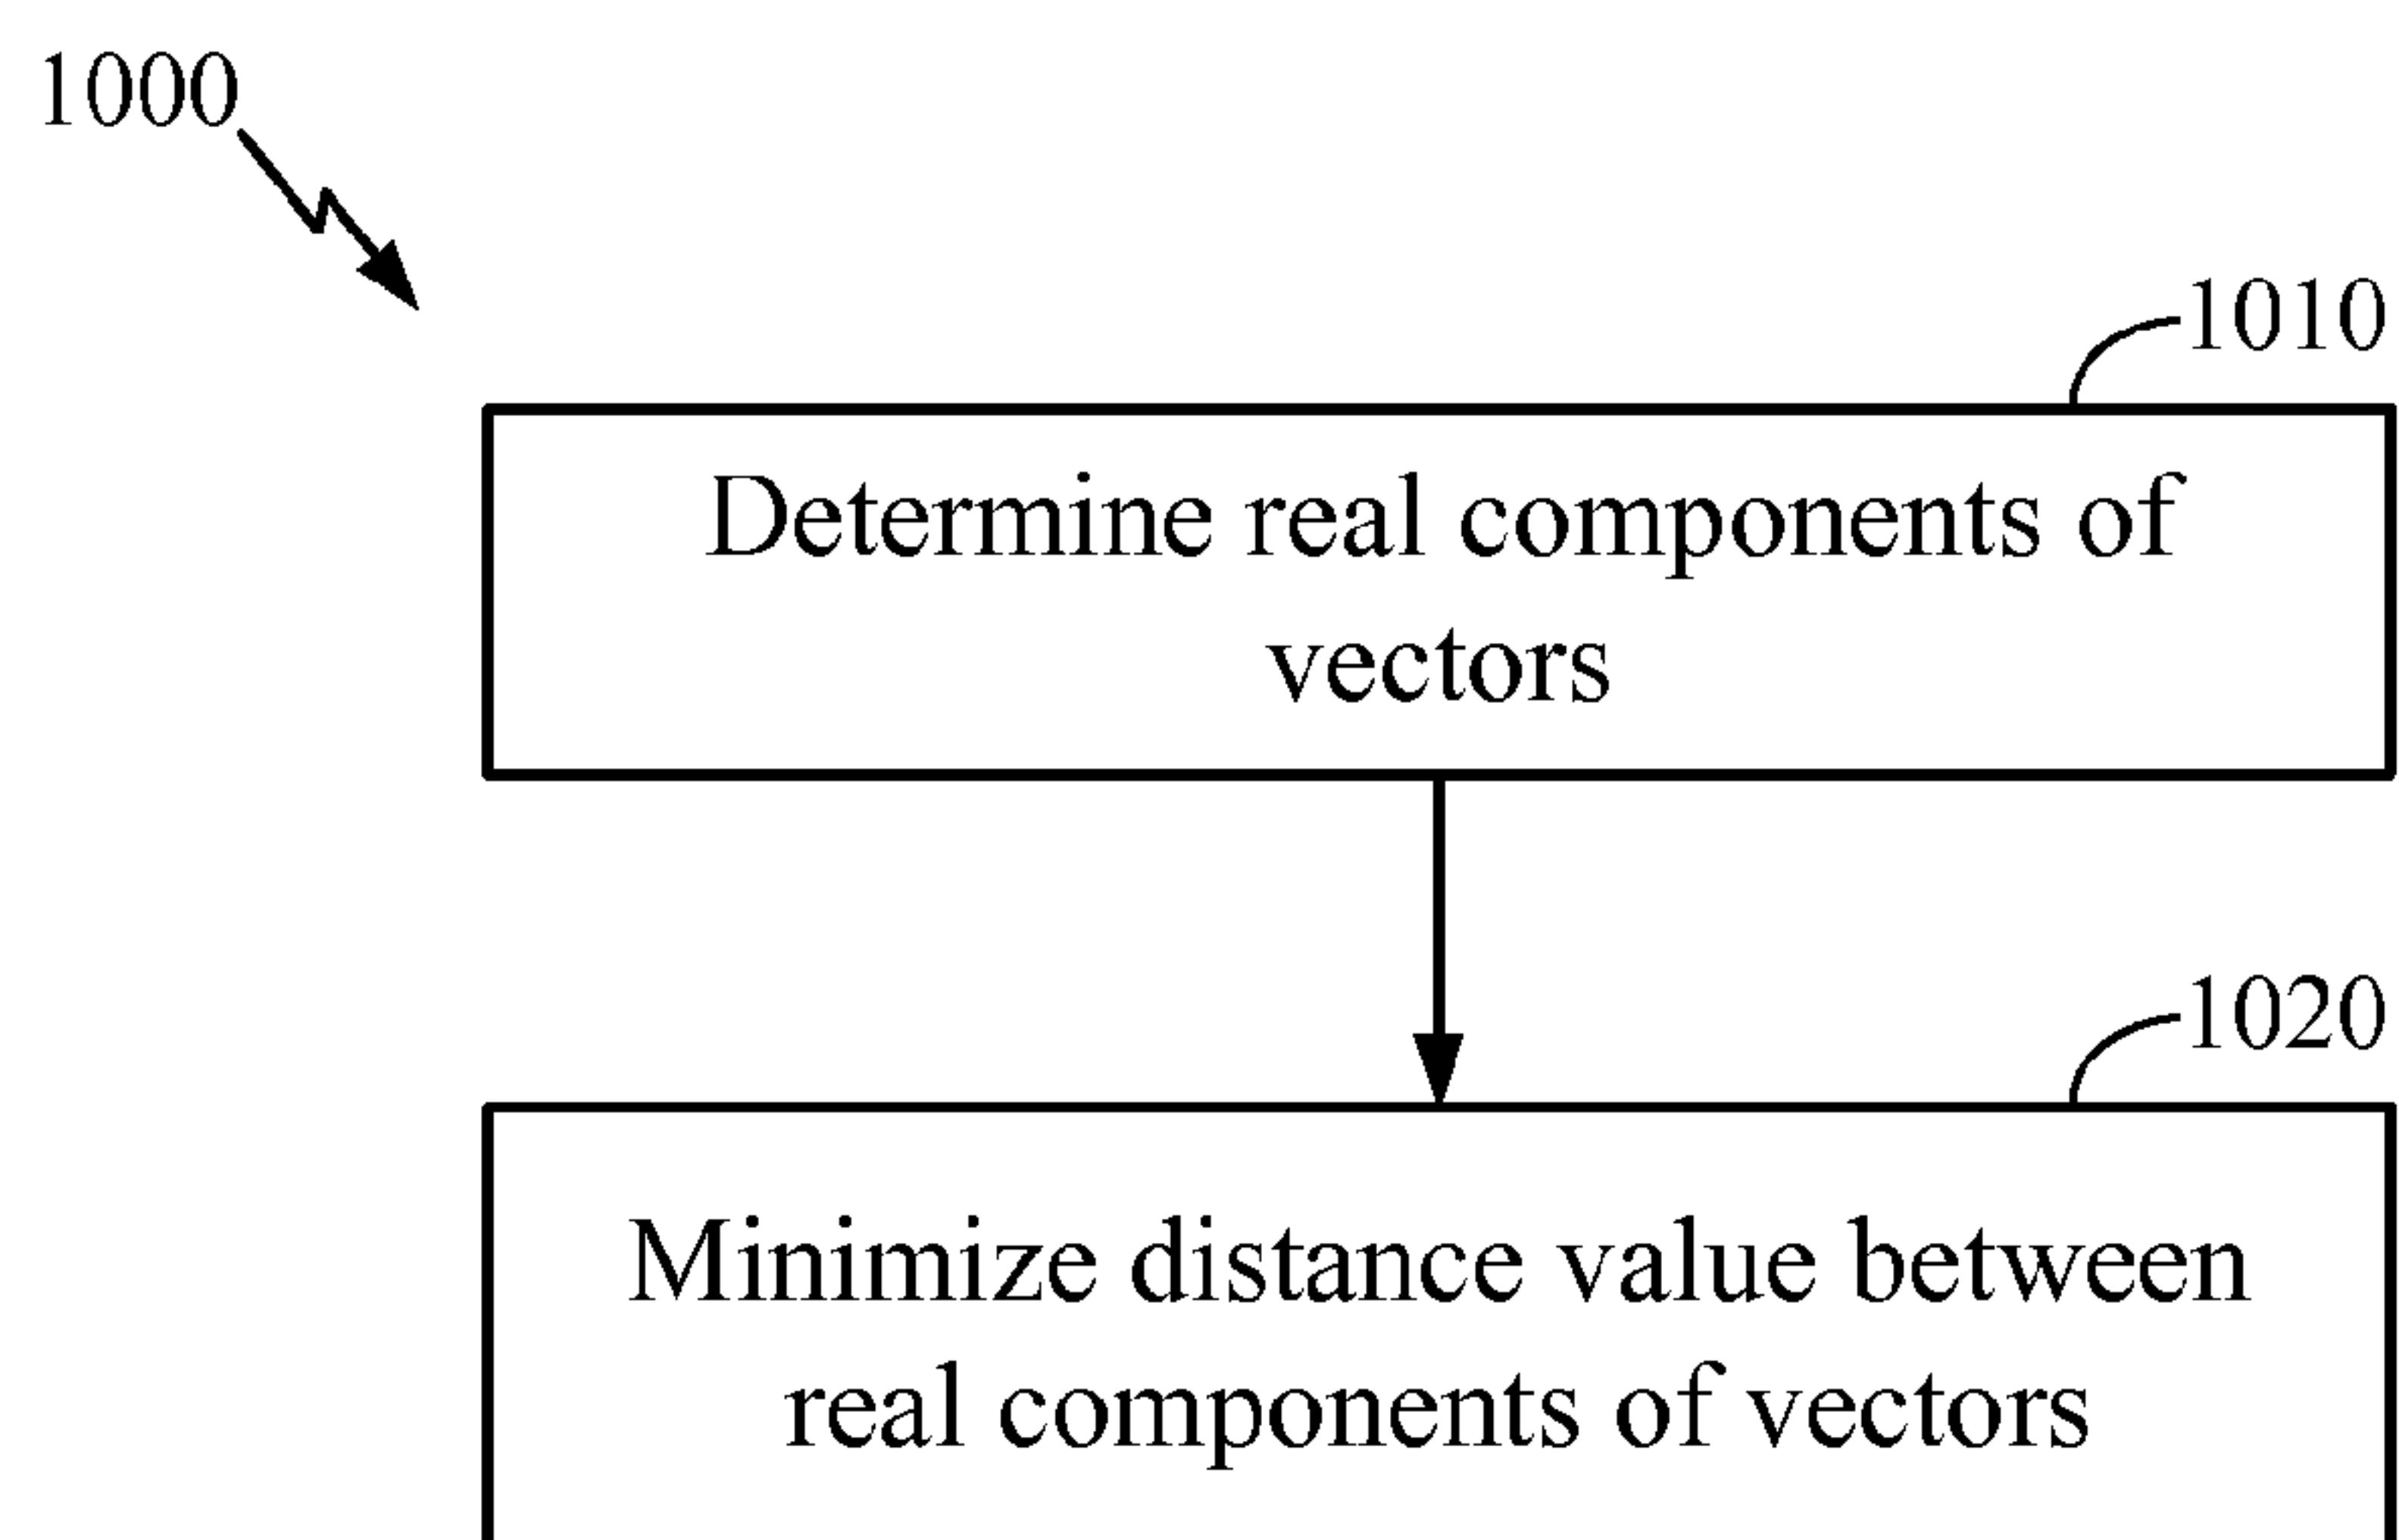 1000
1010
Determine real components of
vectors
1020
Minimize distance value between
real components of vectors